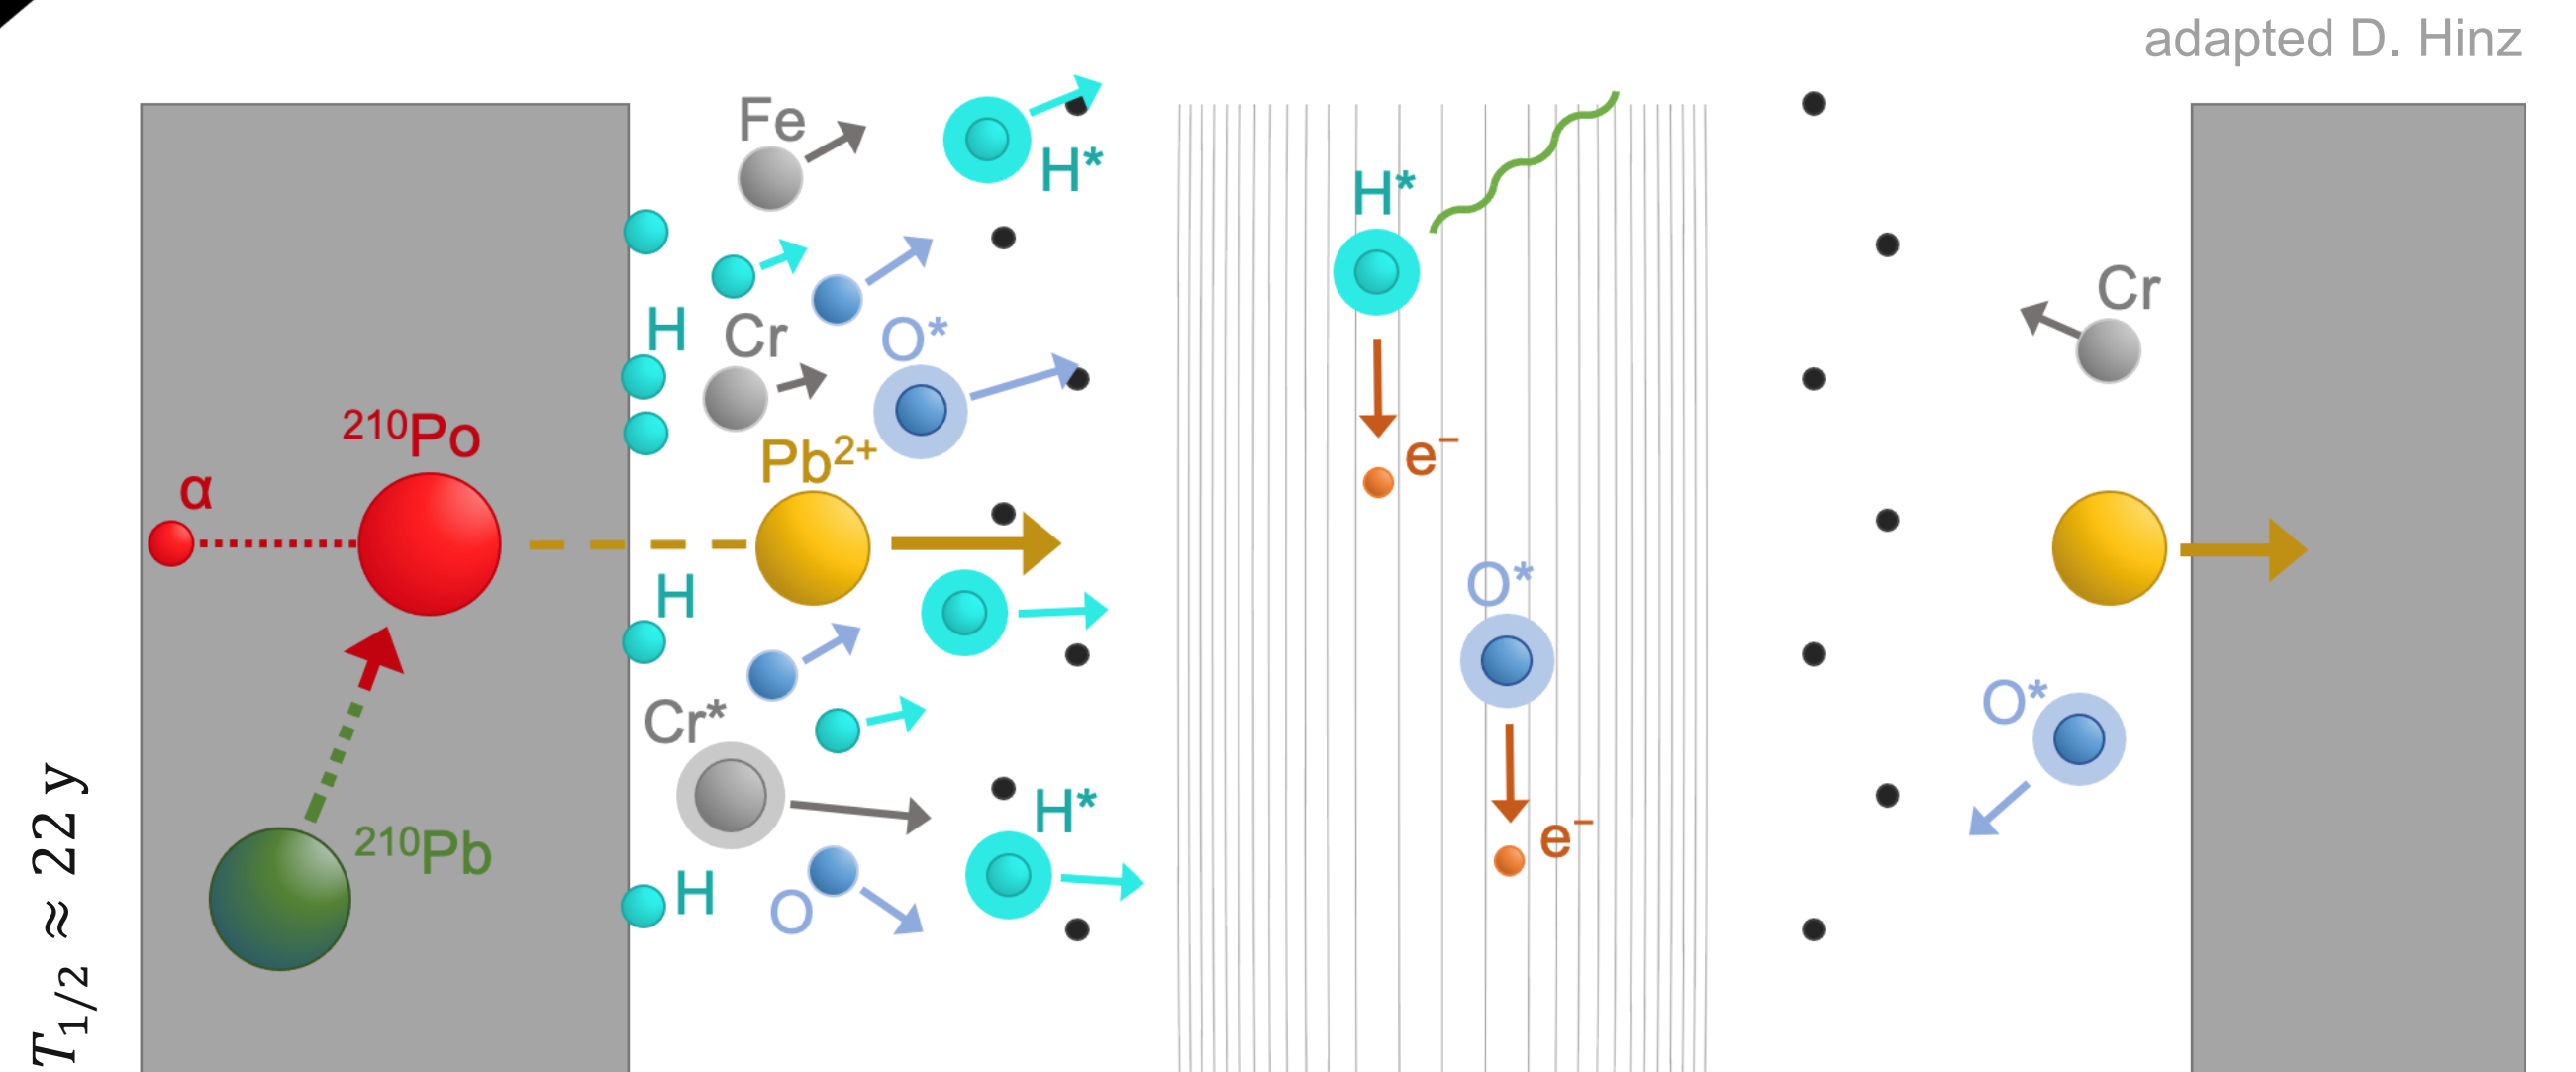 adapted D. Hinz
Fe
H*
H*
H
Cr
O*
Cr
²¹⁰Po
Pb²⁺
α
e⁻
H
O*
Cr*
O*
²¹⁰Pb
H*
e⁻
H
O
T₁/₂ ≈ 22 y